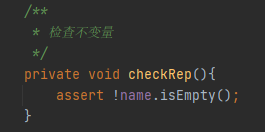 /**
 * 检查不变量
 */
private void checkRep(){
    assert !name.isEmpty();
}